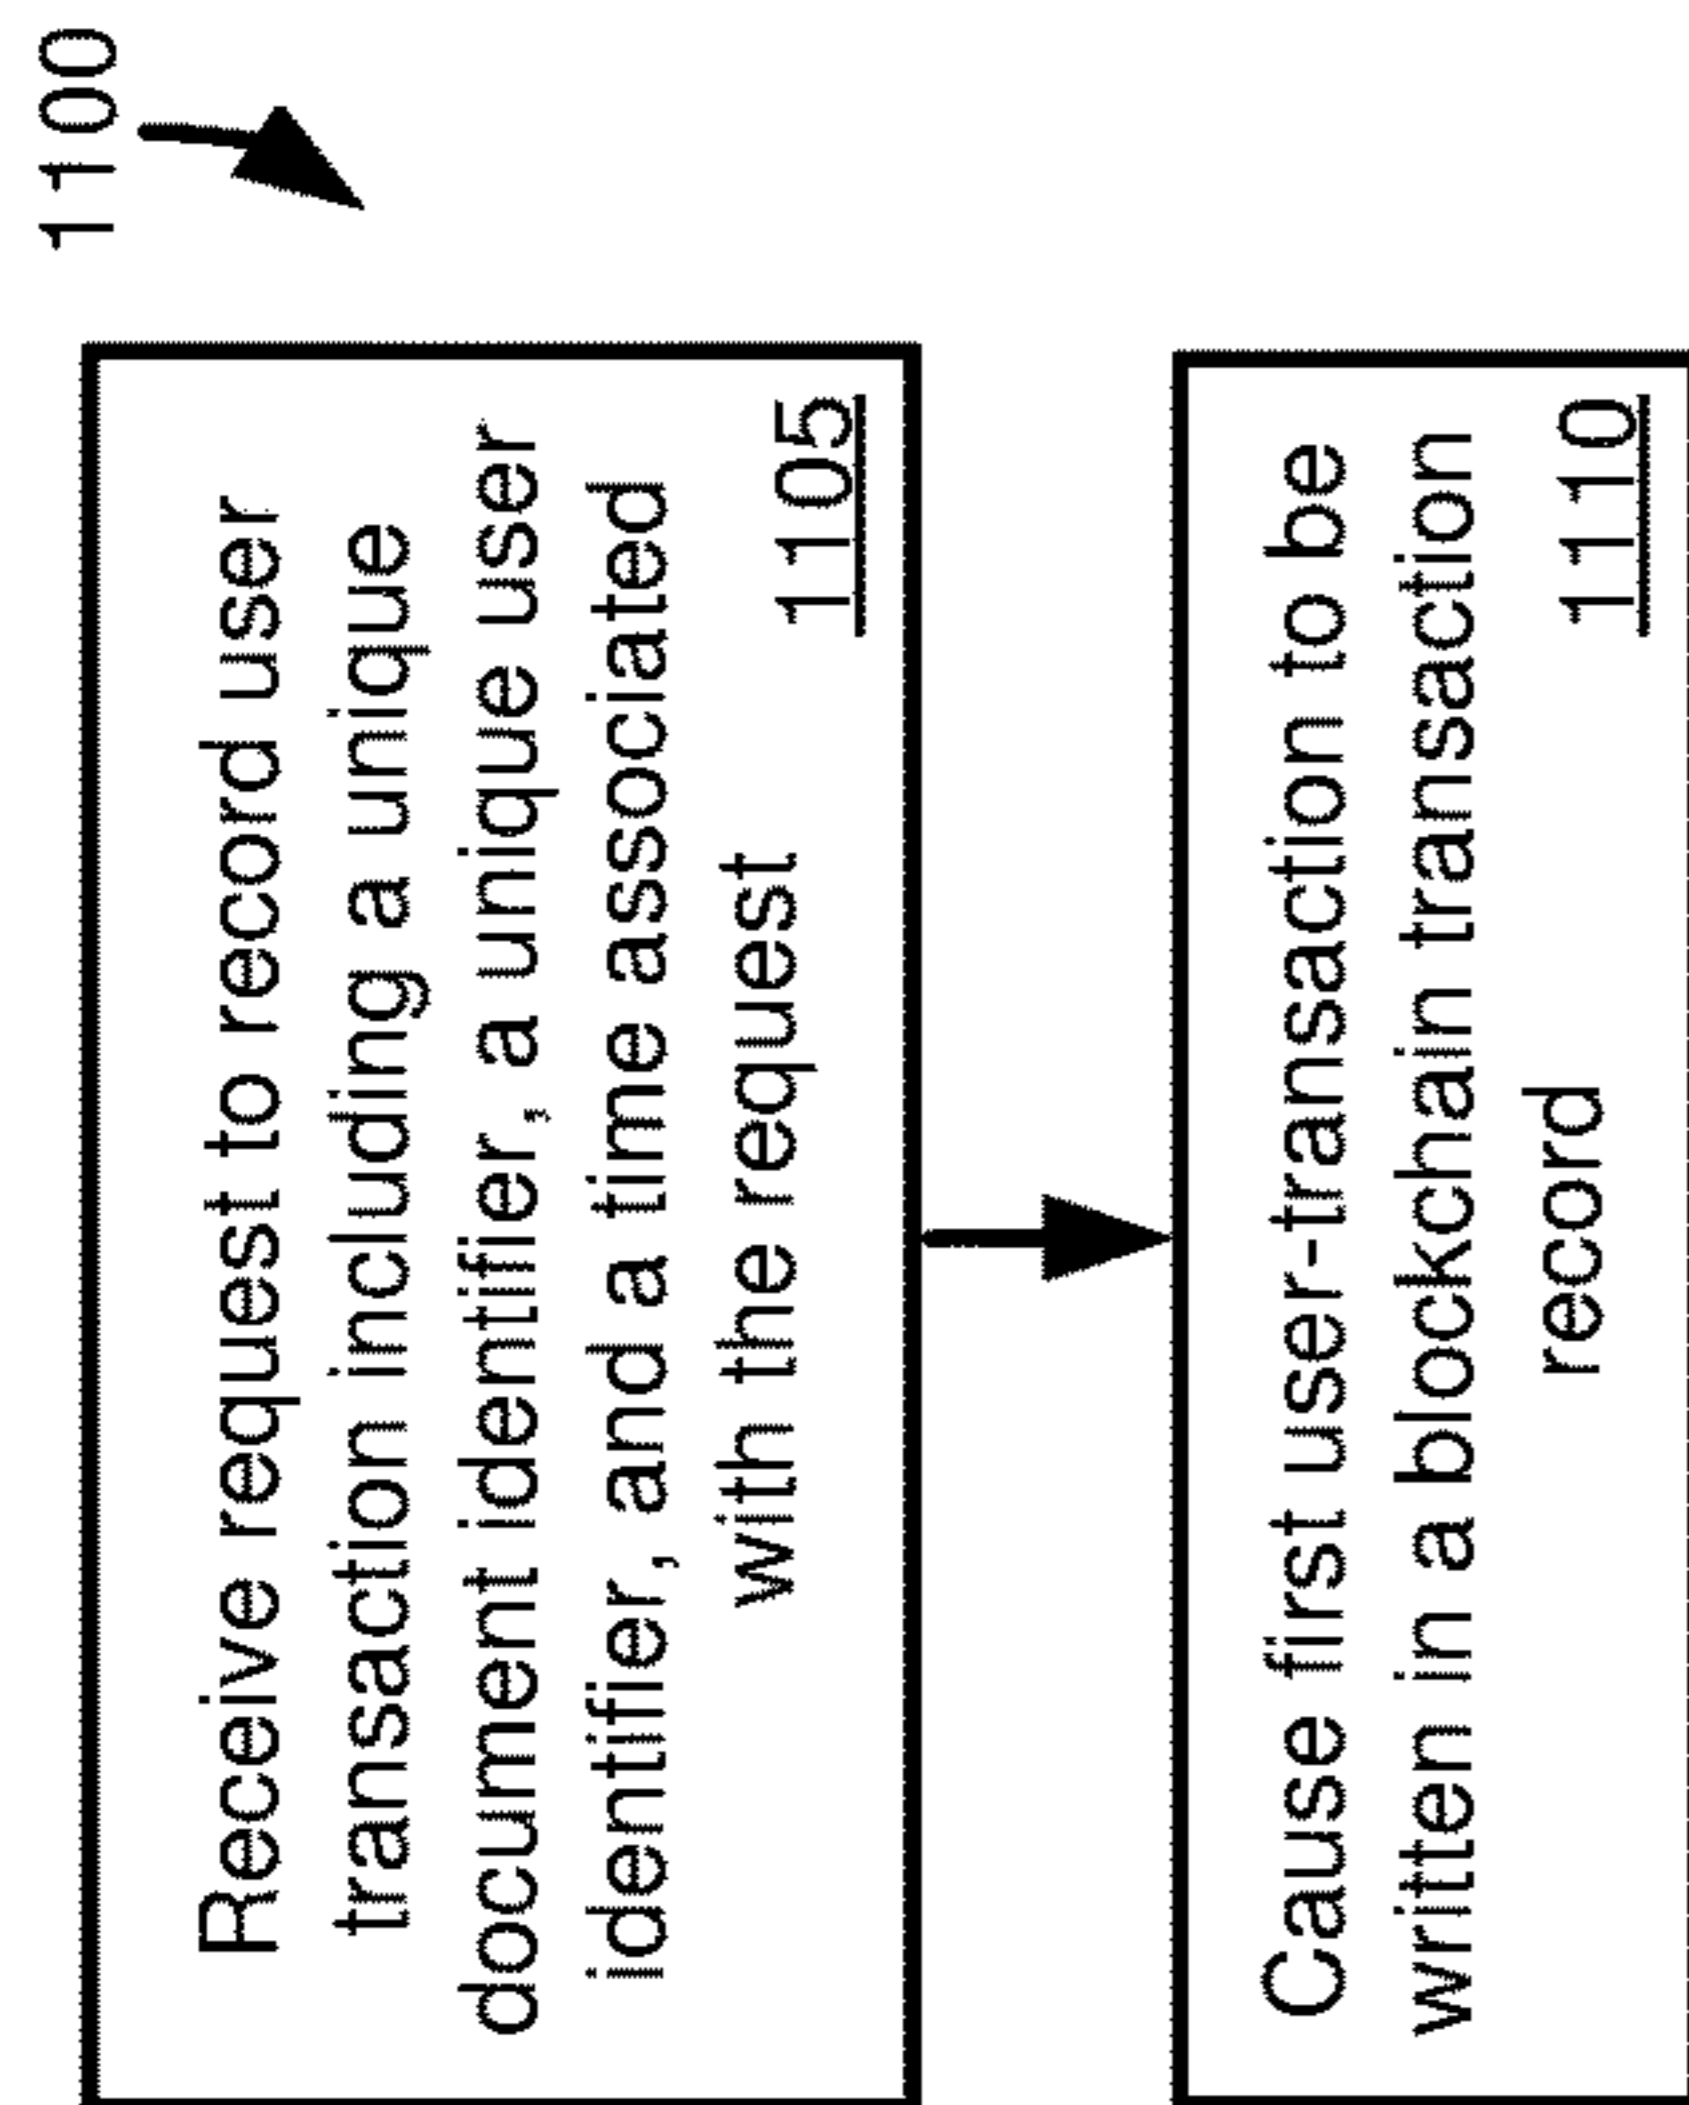 1100
Receive request to record user
transaction including a unique
document identifier, a unique user
identifier, and a time associated
with the request
1105
Cause first user-transaction to be
written in a blockchain transaction
record
1110